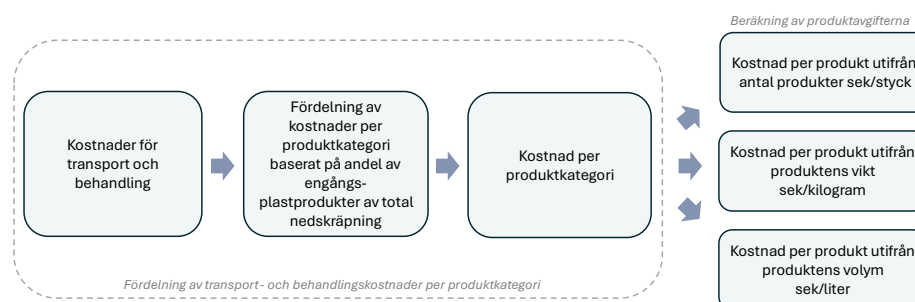 Beräkning av produktavgifterna
Kostnader för
transport och
behandling
Fördelning av
kostnader per
produktkategori
baserat på andel av
engångs-
plastprodukter av total
nedskräpning
Kostnad per
produktkategori
Kostnad per produkt utifrån
antal produkter sek/styck
Kostnad per produkt utifrån
produktens vikt
sek/kilogram
Kostnad per produkt utifrån
produktens volym
sek/liter
Fördelning av transport- och behandlingskostnader per produktkategori